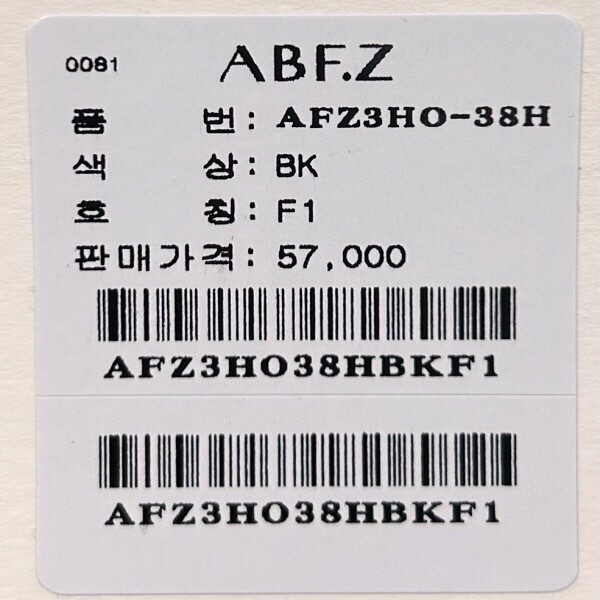 0081 ABF.Z
품 번: AFZ3HO-38H
색 상: BK
호 칭: F1
판매가격: 57,000
AFZ3HO38HBKF1
AFZ3HO38HBKF1